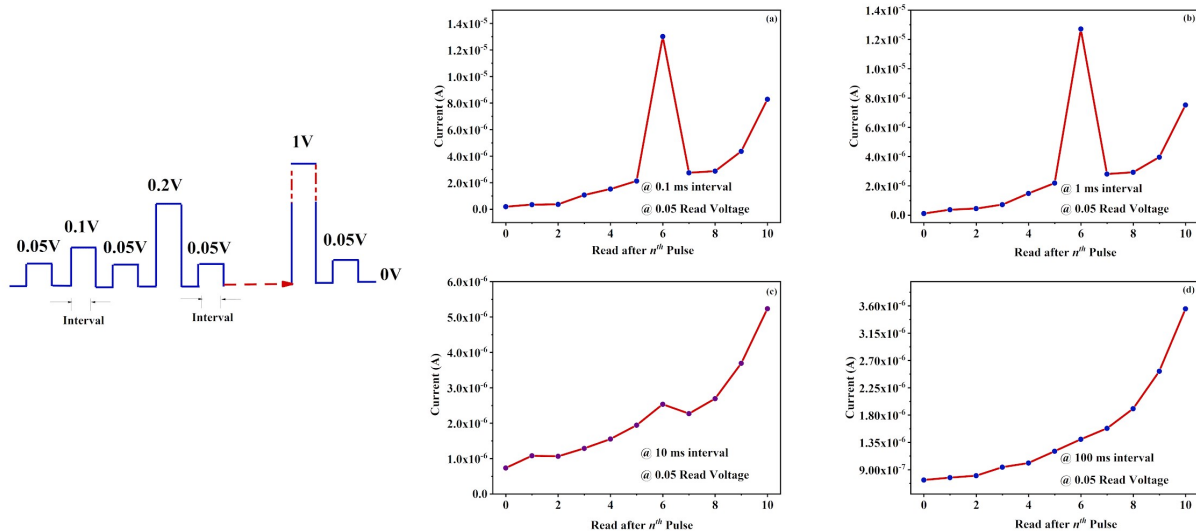 1V
0.2V
0.1V
0.05V
0.05V
0.05V
0.05V
0V
Interval
Interval
(a)
1.4x10⁻⁵
1.2x10⁻⁵
1.0x10⁻⁵
8.0x10⁻⁶
6.0x10⁻⁶
4.0x10⁻⁶
2.0x10⁻⁶
0.0
Current (A)
@ 0.1 ms interval
@ 0.05 Read Voltage
0 2 4 6 8 10
Read after nᵗʰ Pulse
(b)
1.4x10⁻⁵
1.2x10⁻⁵
1.0x10⁻⁵
8.0x10⁻⁶
6.0x10⁻⁶
4.0x10⁻⁶
2.0x10⁻⁶
0.0
Current (A)
@ 1 ms interval
@ 0.05 Read Voltage
0 2 4 6 8 10
Read after nᵗʰ Pulse
(c)
6.0x10⁻⁶
5.0x10⁻⁶
4.0x10⁻⁶
3.0x10⁻⁶
2.0x10⁻⁶
1.0x10⁻⁶
0.0
Current (A)
@ 10 ms interval
@ 0.05 Read Voltage
0 2 4 6 8 10
Read after nᵗʰ Pulse
(d)
3.60x10⁻⁶
3.15x10⁻⁶
2.70x10⁻⁶
2.25x10⁻⁶
1.80x10⁻⁶
1.35x10⁻⁶
9.00x10⁻⁷
Current (A)
@ 100 ms interval
@ 0.05 Read Voltage
0 2 4 6 8 10
Read after nᵗʰ Pulse